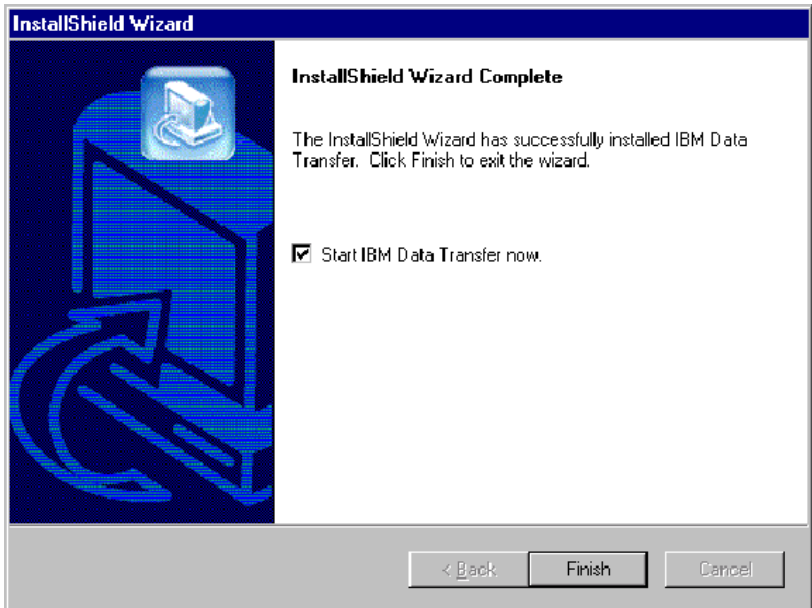 InstallShield Wizard
InstallShield Wizard Complete
The InstallShield Wizard has successfully installed IBM Data
Transfer. Click Finish to exit the wizard.
Start IBM Data Transfer now.
< Back
Finish
Cancel